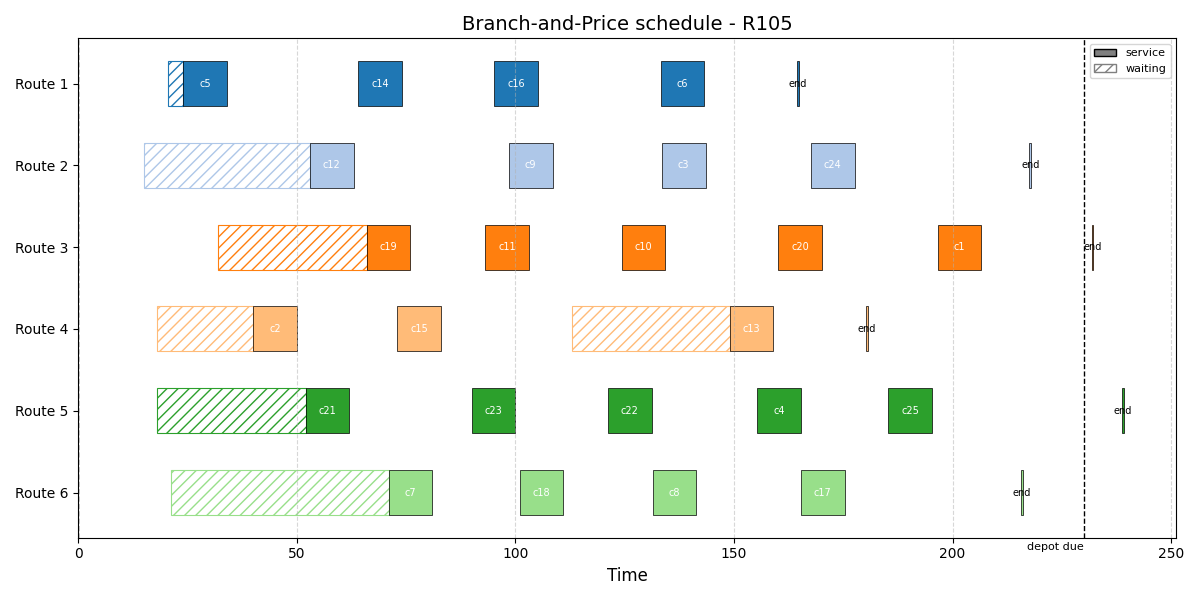 Branch-and-Price schedule - R105
service
waiting
Route 1
c5
c14
c16
c6
end
Route 2
c12
c9
c3
c24
end
Route 3
c19
c11
c10
c20
c1
end
Route 4
c2
c15
c13
end
Route 5
c21
c23
c22
c4
c25
end
Route 6
c7
c18
c8
c17
end
depot due
0
50
100
150
200
250
Time